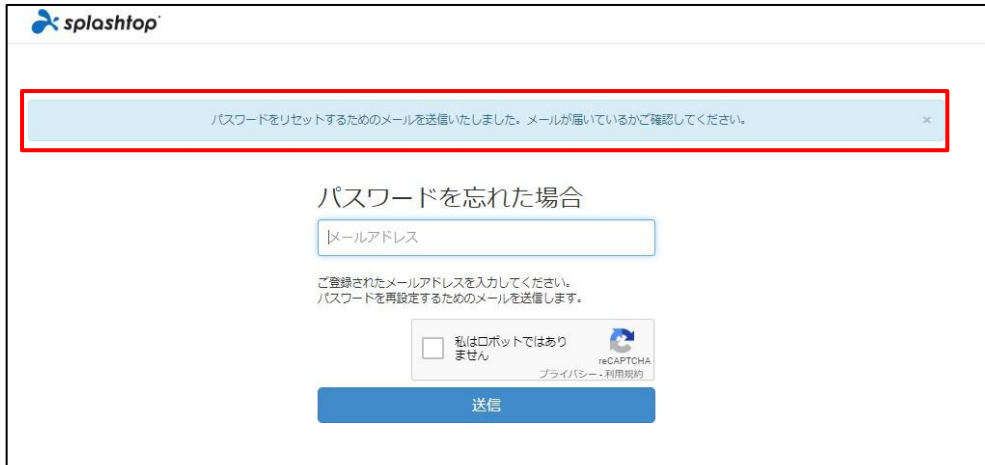 splashtop
パスワードをリセットするためのメールを送信いたしました。メールが届いているかご確認してください。 ×
パスワードを忘れた場合
メールアドレス
ご登録されたメールアドレスを入力してください。
パスワードを再設定するためのメールを送信します。
私はロボットではあり
ません
reCAPTCHA
プライバシー - 利用規約
送信